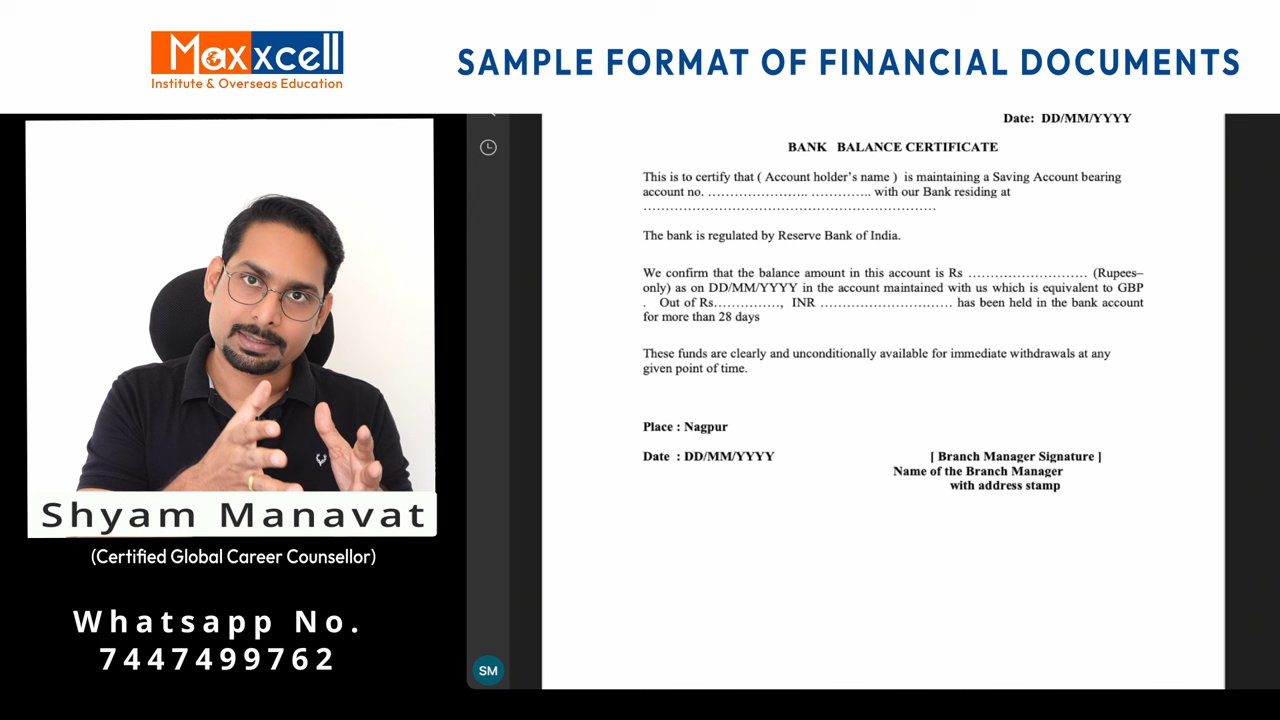 Maxxcell
Institute & Overseas Education
SAMPLE FORMAT OF FINANCIAL DOCUMENTS
Date: DD/MM/YYYY
BANK BALANCE CERTIFICATE
This is to certify that ( Account holder's name ) is maintaining a Saving Account bearing
account no. ………………….. ………….. with our Bank residing at
…………………………………………………………
The bank is regulated by Reserve Bank of India.
We confirm that the balance amount in this account is Rs ……………………… (Rupees–
only) as on DD/MM/YYYY in the account maintained with us which is equivalent to GBP
. Out of Rs……………, INR ………………………… has been held in the bank account
for more than 28 days
These funds are clearly and unconditionally available for immediate withdrawals at any
given point of time.
Place : Nagpur
Date : DD/MM/YYYY
[ Branch Manager Signature ]
Name of the Branch Manager
with address stamp
Shyam Manavat
(Certified Global Career Counsellor)
Whatsapp No.
7447499762
SM